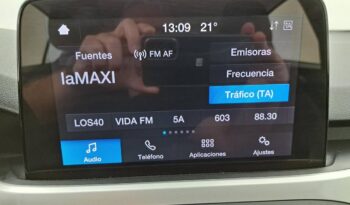 13:09 21°
Fuentes FM AF Emisoras
laMAXI Frecuencia
Tráfico (TA)
LOS40 VIDA FM 5A 603 88.30
Audio Teléfono Aplicaciones Ajustes